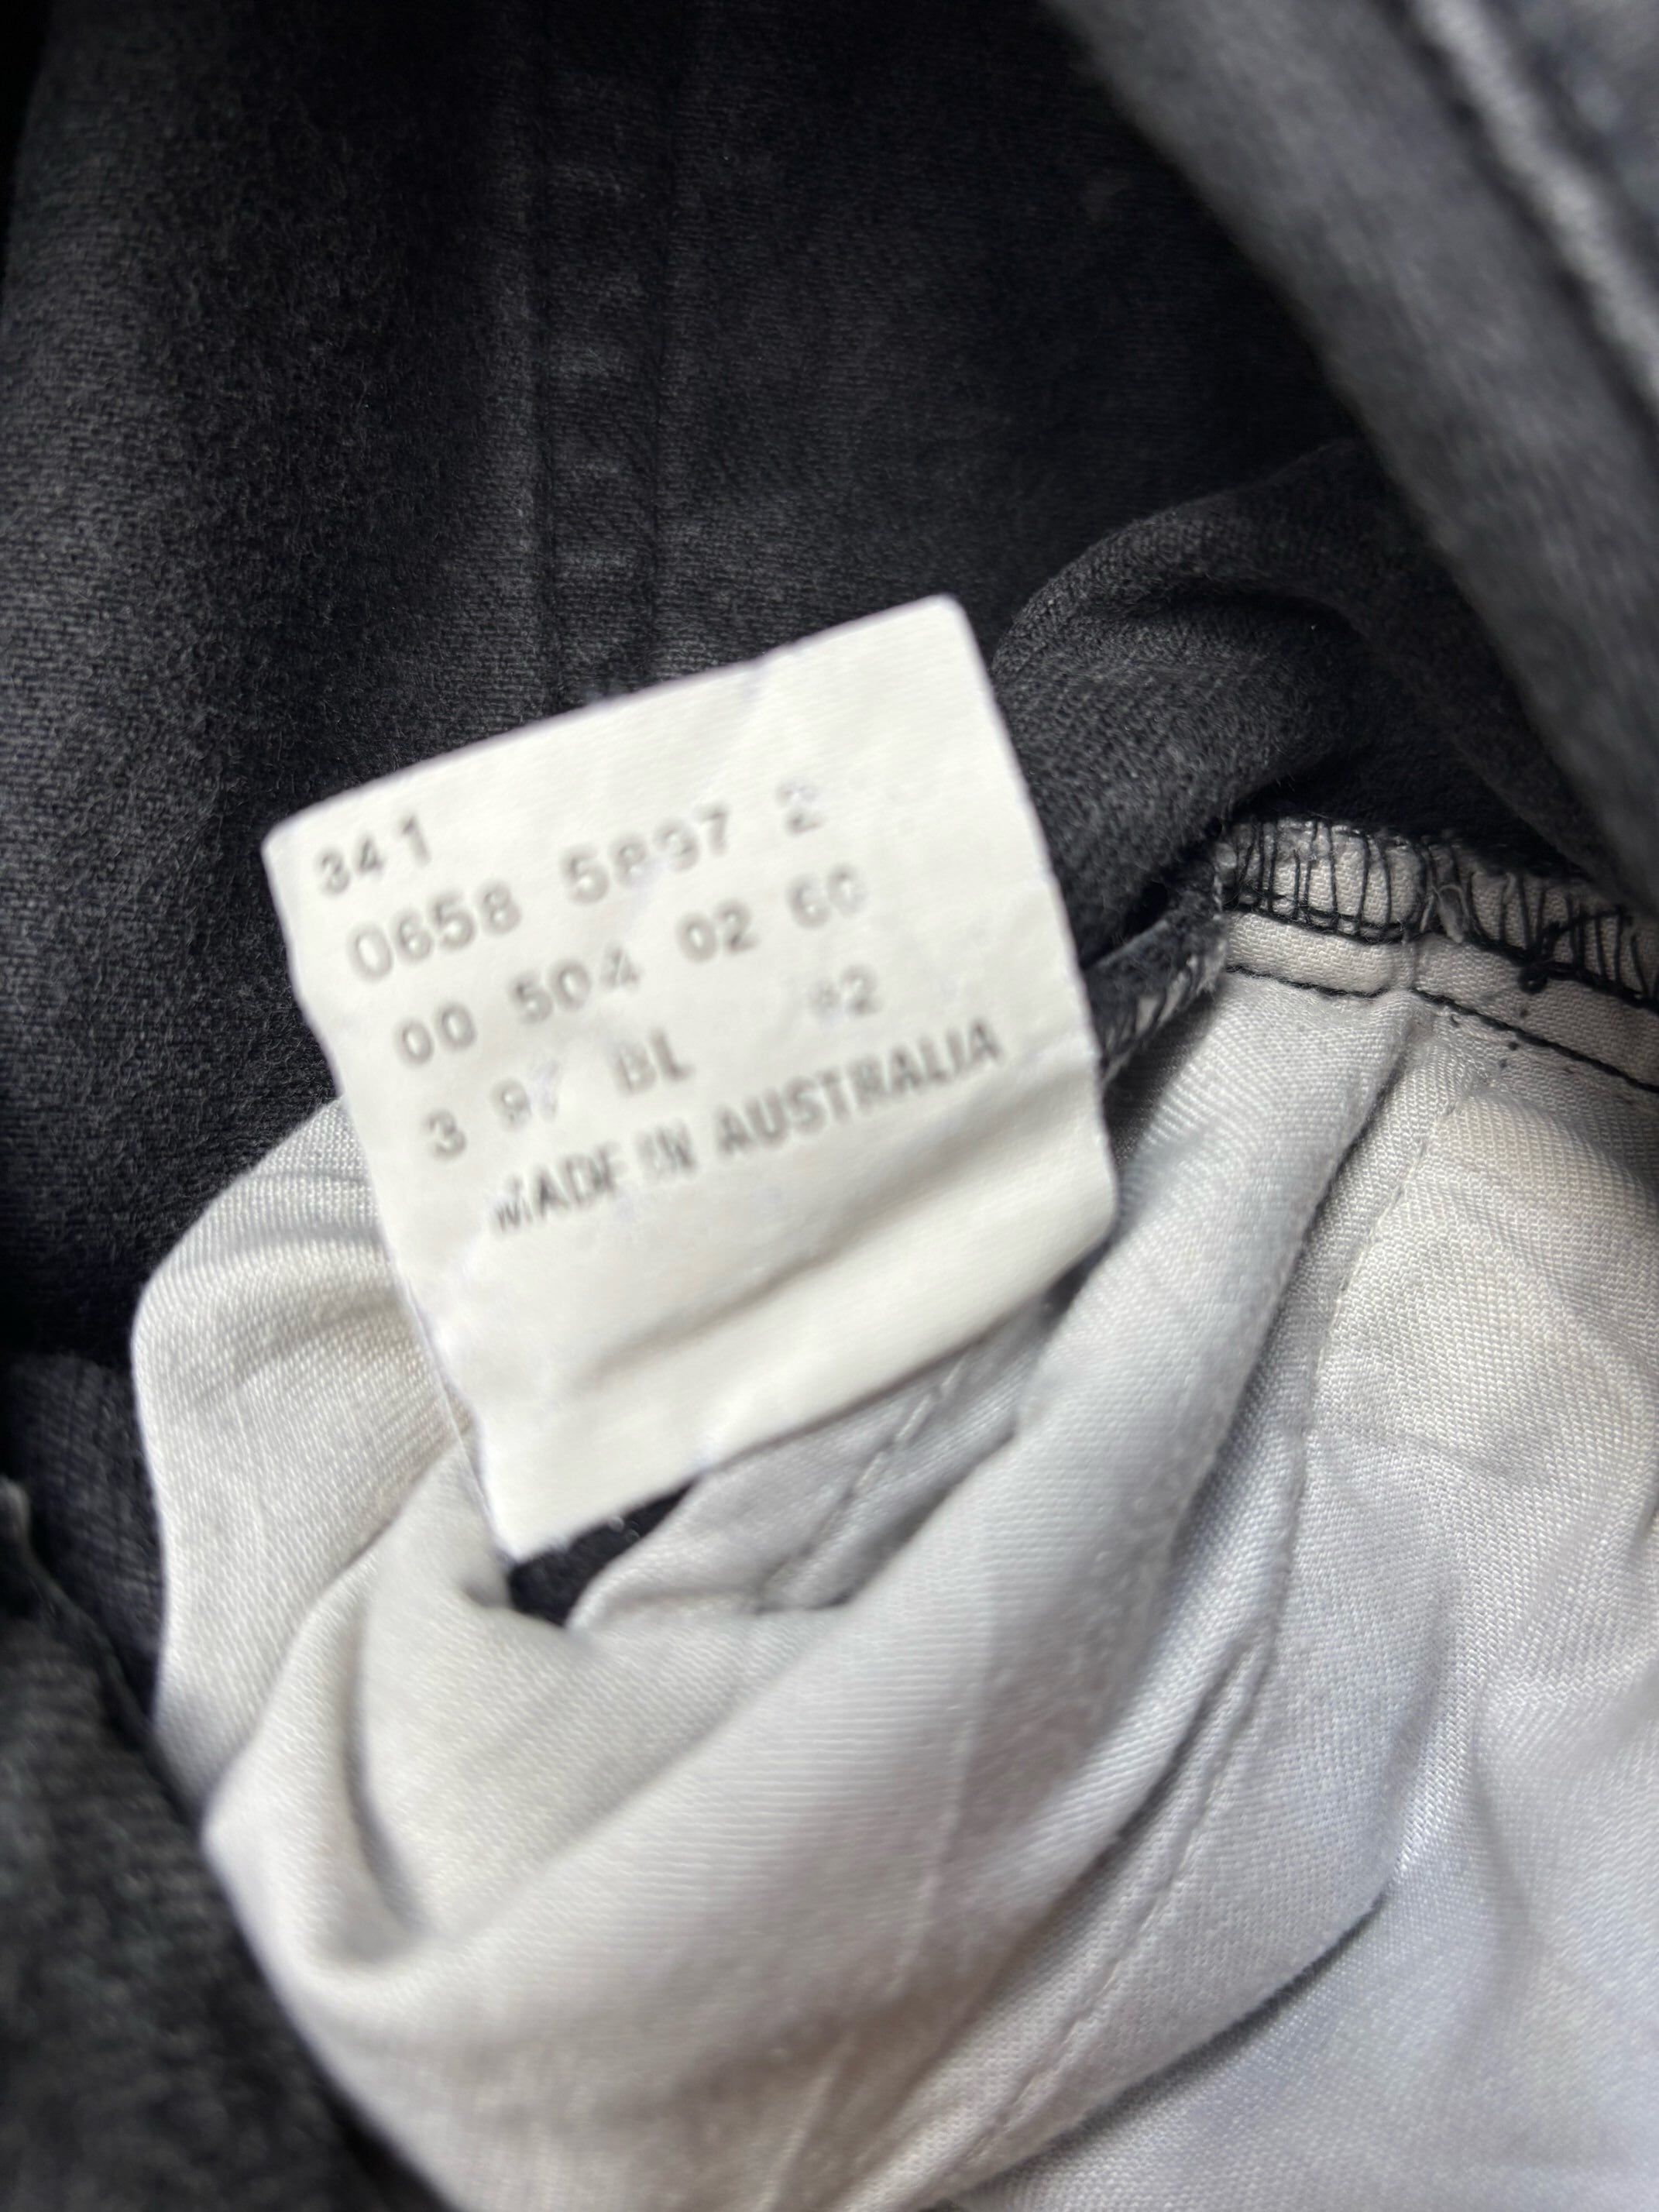 341
0658 5897 2
00 504 02 60
3 97 BL 82
MADE IN AUSTRALIA